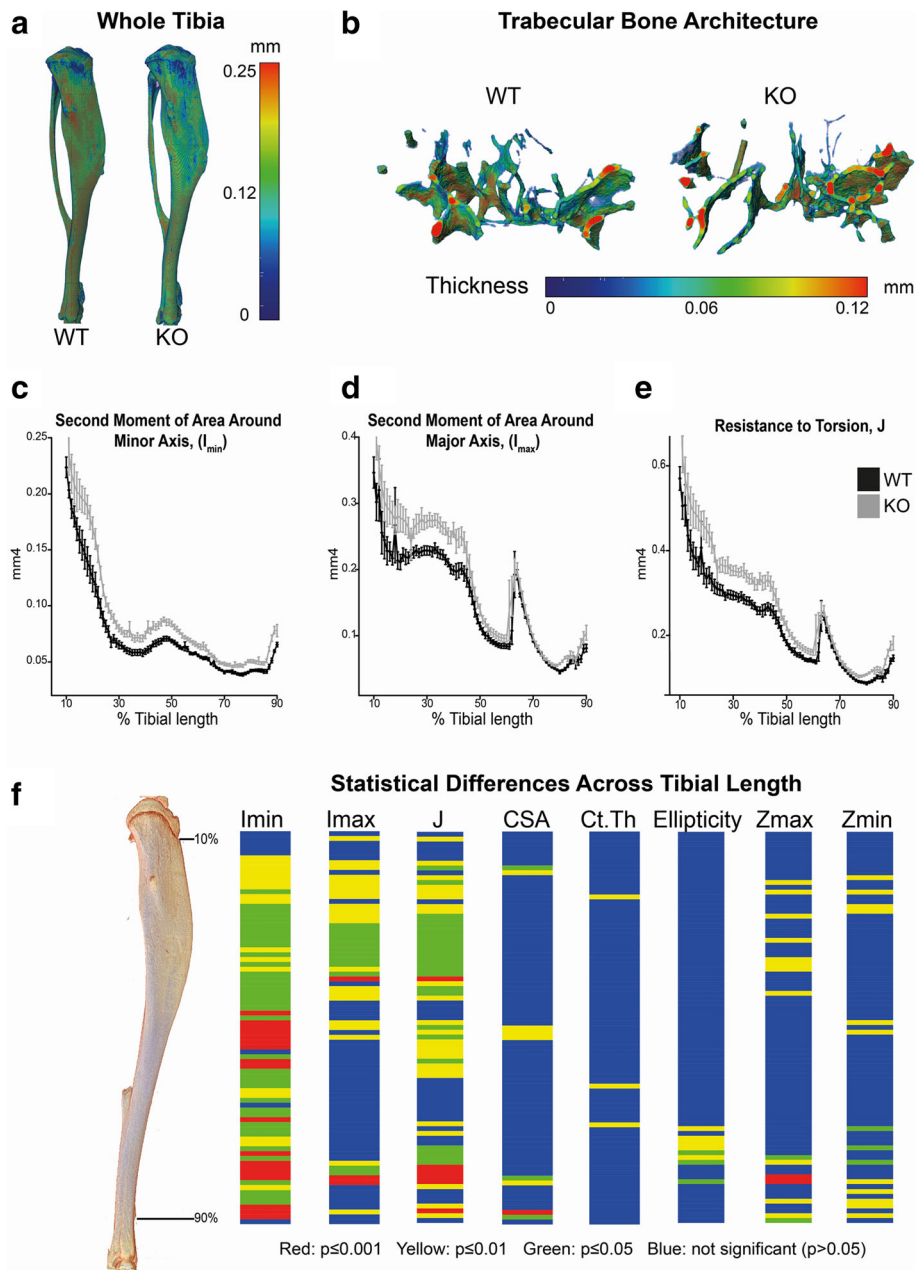 a
Whole Tibia
mm
0.25
0.12
0
WT
KO
b
Trabecular Bone Architecture
WT
KO
Thickness
mm
0
0.06
0.12
c
Second Moment of Area Around
Minor Axis, (Imin)
0.25
0.20
0.15
0.10
0.05
mm4
10
30
50
70
90
% Tibial length
d
Second Moment of Area Around
Major Axis, (Imax)
0.4
0.3
0.2
0.1
mm4
10
30
50
70
90
% Tibial length
e
Resistance to Torsion, J
0.6
0.4
0.2
mm4
10
30
50
70
90
% Tibial length
WT
KO
f
Statistical Differences Across Tibial Length
Imin Imax J CSA Ct.Th Ellipticity Zmax Zmin
10%
90%
Red: p≤0.001 Yellow: p≤0.01 Green: p≤0.05 Blue: not significant (p>0.05)